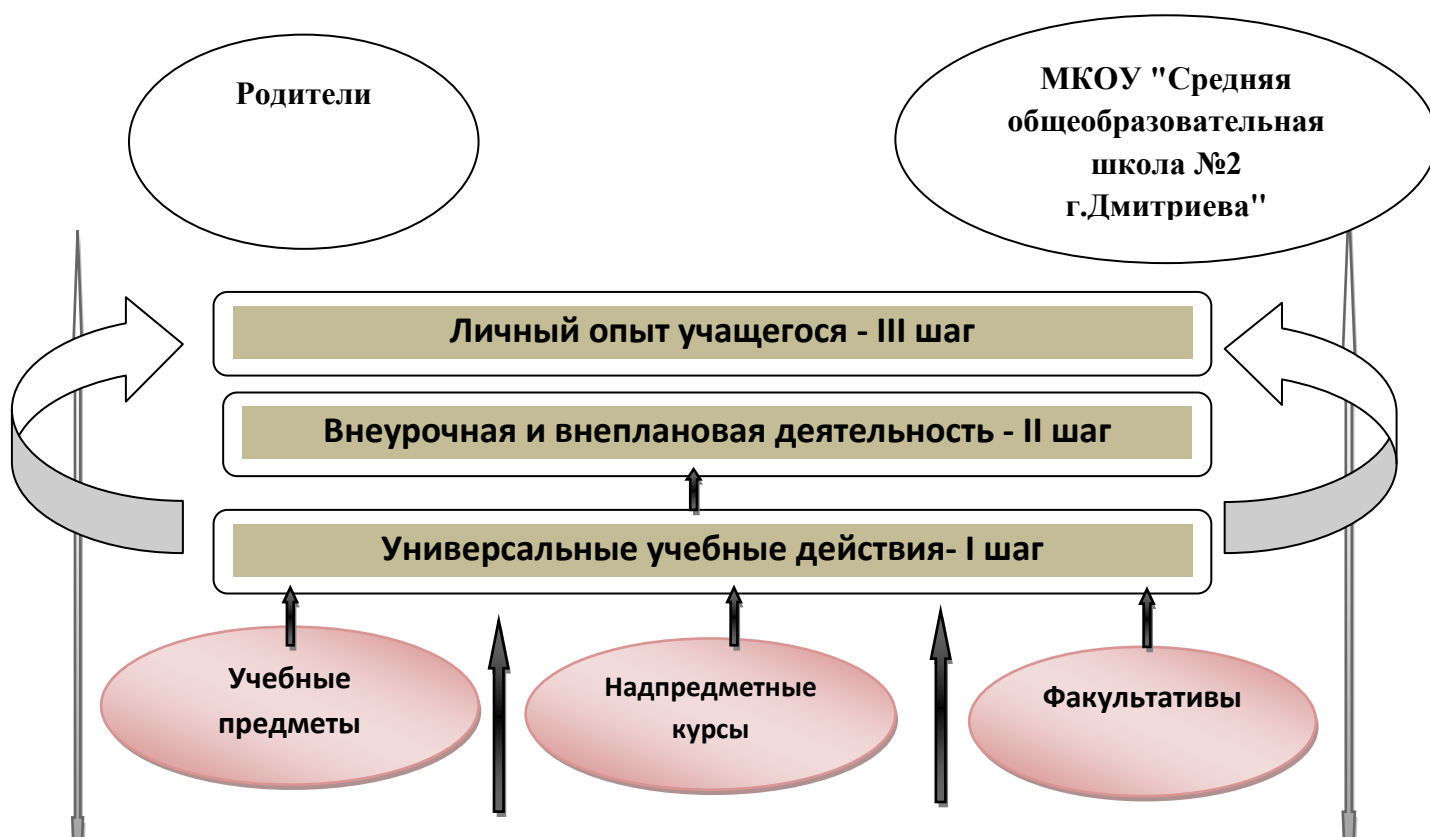 Родители
МКОУ "Средняя
общеобразовательная
школа №2
г.Дмитриева"
Личный опыт учащегося - III шаг
Внеурочная и внеплановая деятельность - II шаг
Универсальные учебные действия- I шаг
Учебные
предметы
Надпредметные
курсы
Факультативы